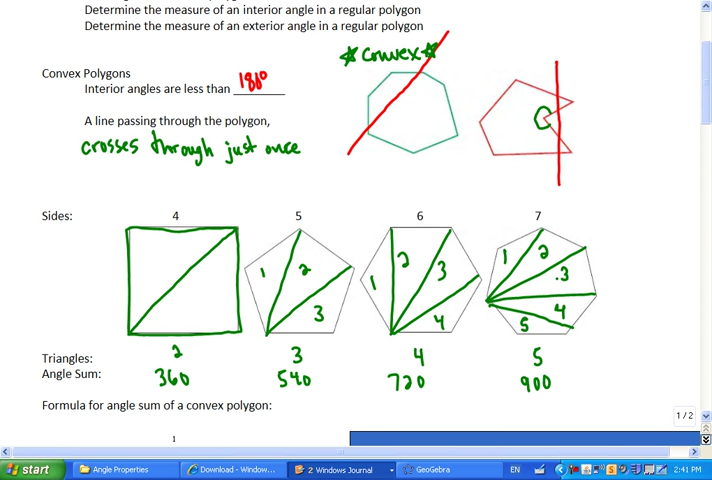 Determine the measure of an interior angle in a regular polygon
Determine the measure of an exterior angle in a regular polygon
*convex*
Convex Polygons
Interior angles are less than 180°
A line passing through the polygon,
crosses through just once
Sides: 4 5 6 7
1 2 3
1 2 3 4
1 2 3 4 5
Triangles: 2 3 4 5
Angle Sum: 360 540 720 900
Formula for angle sum of a convex polygon:
1 / 2
1
start Angle Properties Download - Window... 2 Windows Journal GeoGebra EN 2:41 PM